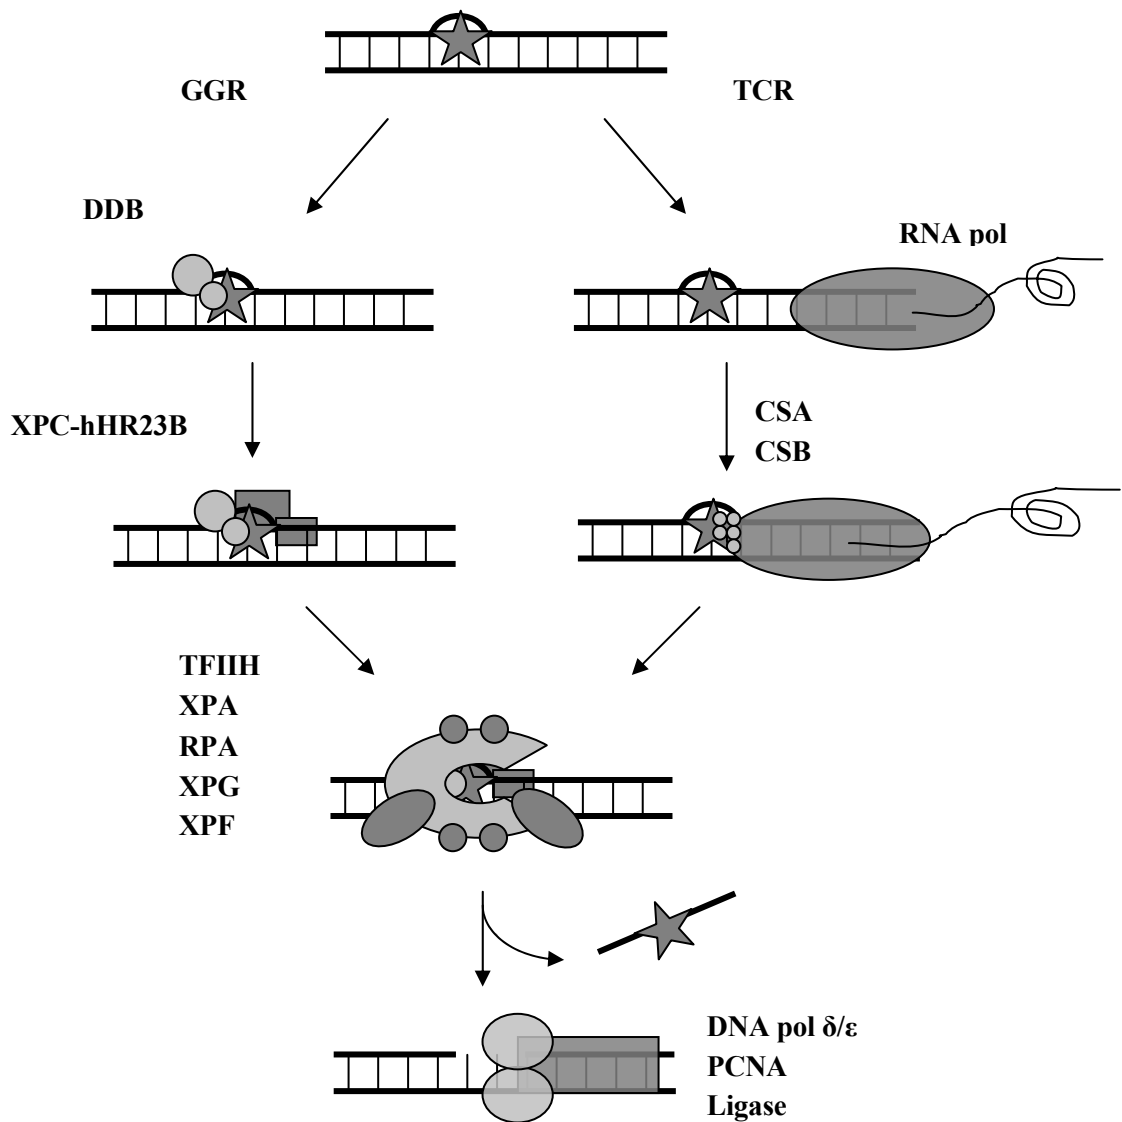 GGR
TCR
DDB
RNA pol
XPC-hHR23B
CSA
CSB
TFIIH
XPA
RPA
XPG
XPF
DNA pol δ/ε
PCNA
Ligase